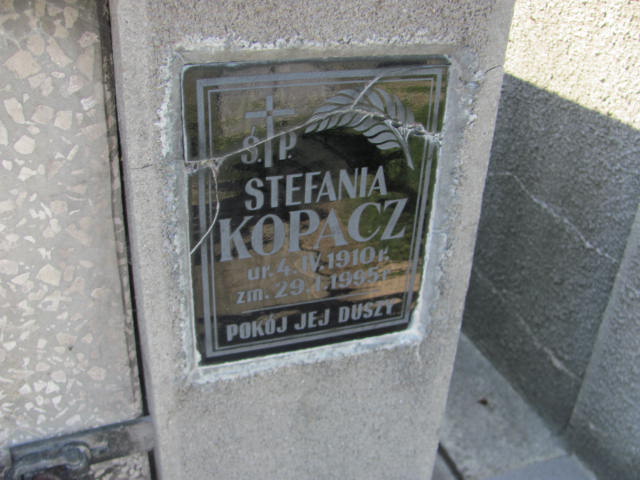 Ś. P.
STEFANIA
KOPACZ
ur. 4. IV. 1910 r.
zm. 29. I. 1995 r.
POKÓJ JEJ DUSZY